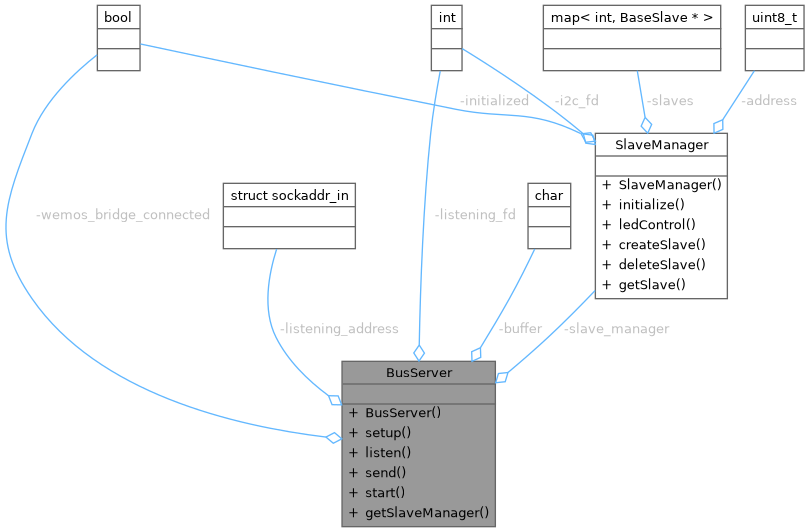 bool
int
map< int, BaseSlave * >
uint8_t
-initialized
-i2c_fd
-slaves
-address
SlaveManager
+ SlaveManager()
+ initialize()
+ ledControl()
+ createSlave()
+ deleteSlave()
+ getSlave()
struct sockaddr_in
char
-wemos_bridge_connected
-listening_fd
-listening_address
-buffer
-slave_manager
BusServer
+ BusServer()
+ setup()
+ listen()
+ send()
+ start()
+ getSlaveManager()